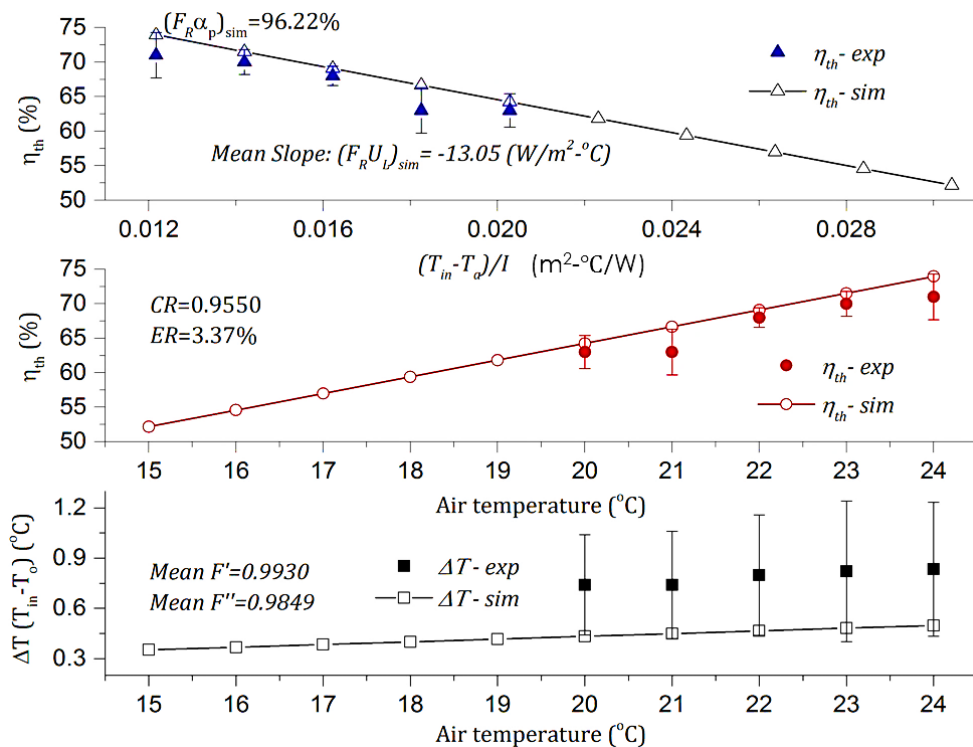 75
70
65
60
55
50
η_th (%)
(F_R α_p)_sim=96.22%
η_th- exp
η_th- sim
Mean Slope: (F_R U_L)_sim= -13.05 (W/m²-°C)
0.012 0.016 0.020 0.024 0.028
(T_in-T_a)/I (m²-°C/W)
75
70
65
60
55
50
η_th (%)
CR=0.9550
ER=3.37%
η_th- exp
η_th- sim
15 16 17 18 19 20 21 22 23 24
Air temperature (°C)
1.2
0.9
0.6
0.3
ΔT (T_in-T_o) (°C)
Mean F'=0.9930
Mean F''=0.9849
ΔT - exp
ΔT - sim
15 16 17 18 19 20 21 22 23 24
Air temperature (°C)